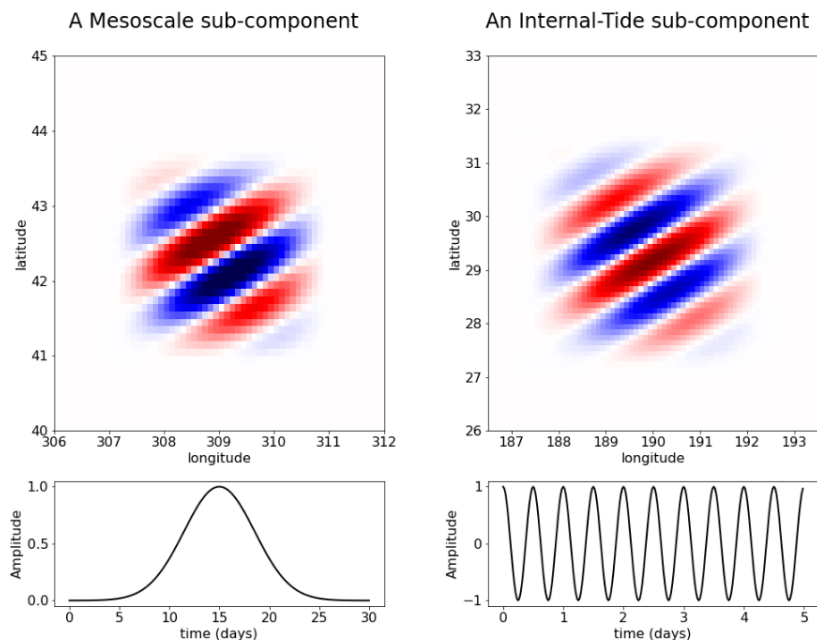 A Mesoscale sub-component
45
44
43
42
41
40
latitude
306 307 308 309 310 311 312
longitude
1.0
0.5
0.0
Amplitude
0 5 10 15 20 25 30
time (days)
An Internal-Tide sub-component
33
32
31
30
29
28
27
26
latitude
187 188 189 190 191 192 193
longitude
1
0
−1
Amplitude
0 1 2 3 4 5
time (days)